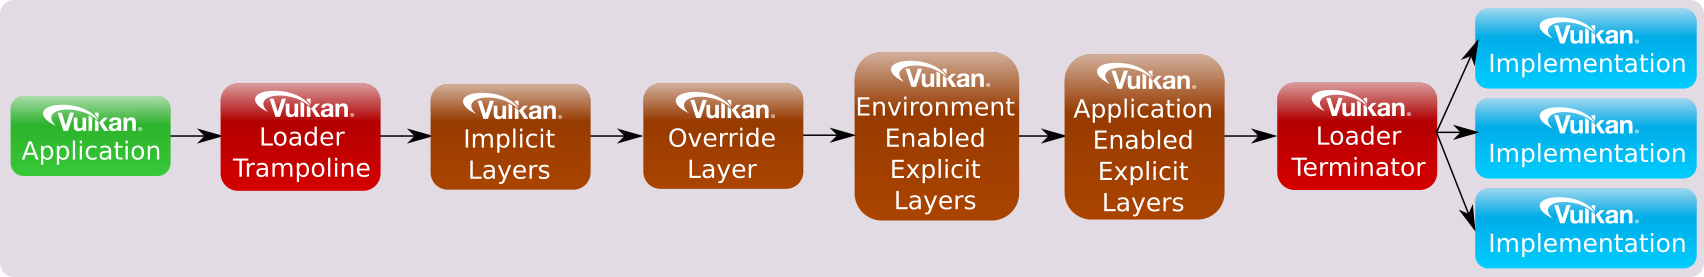 Vulkan®
Application
Vulkan®
Loader
Trampoline
Vulkan®
Implicit
Layers
Vulkan®
Override
Layer
Vulkan®
Environment
Enabled
Explicit
Layers
Vulkan®
Application
Enabled
Explicit
Layers
Vulkan®
Loader
Terminator
Vulkan®
Implementation
Vulkan®
Implementation
Vulkan®
Implementation